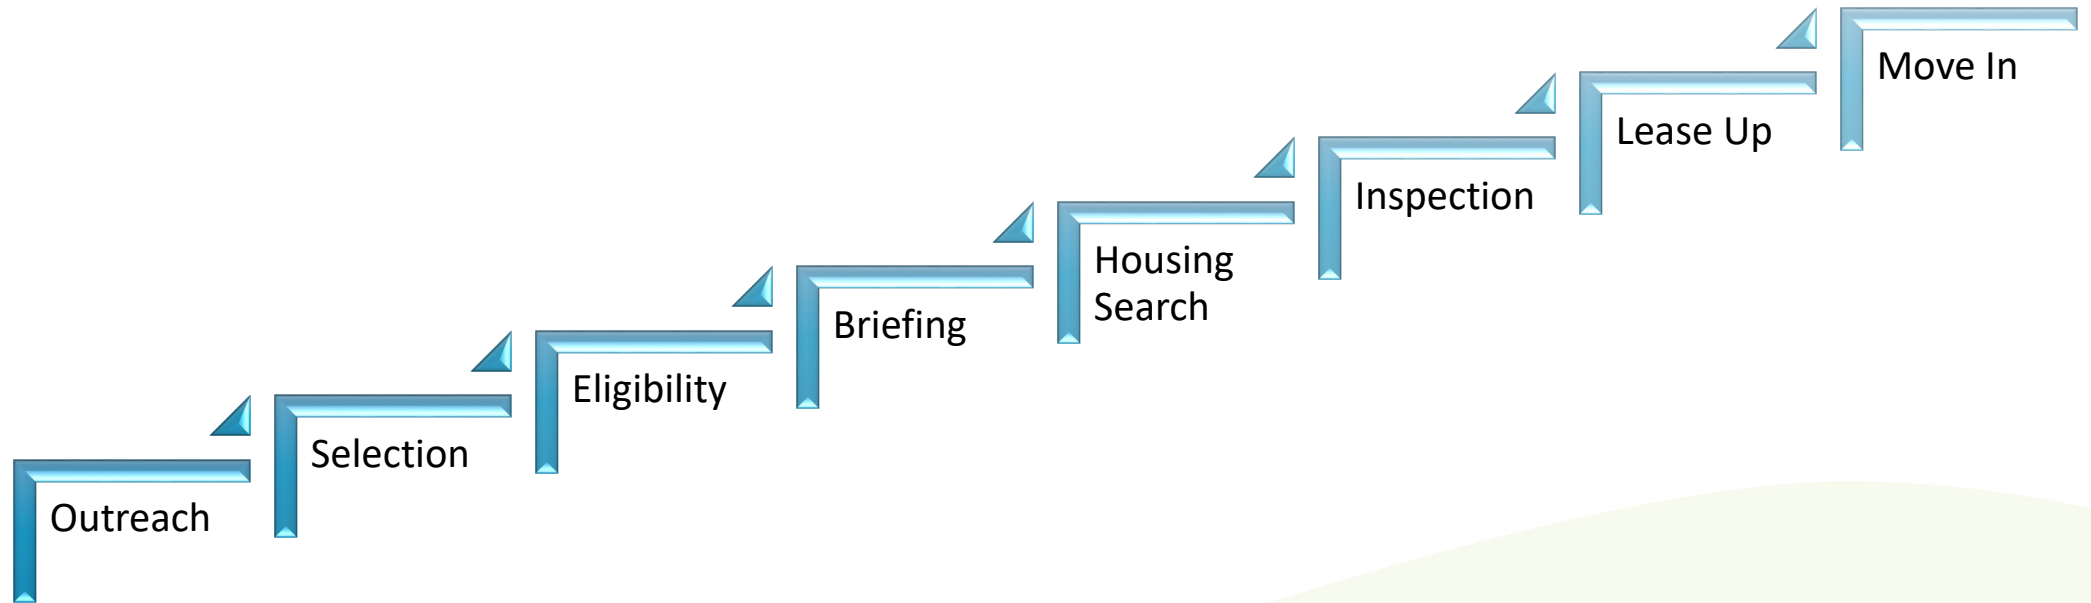 Outreach
Selection
Eligibility
Briefing
Housing
Search
Inspection
Lease Up
Move In